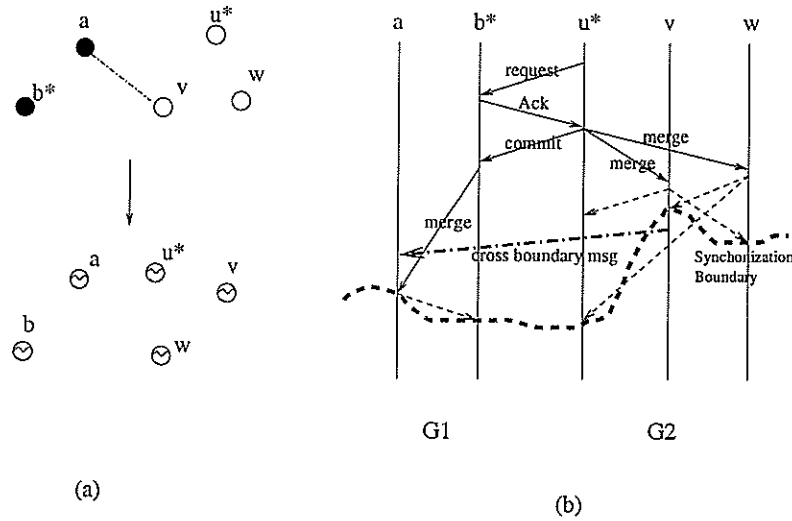 a
u*
b*
v
w
a
u*
v
b
w
(a)
a b* u* v w
request
Ack
commit
merge
merge
merge
cross boundary msg
Synchonization
Boundary
G1 G2
(b)